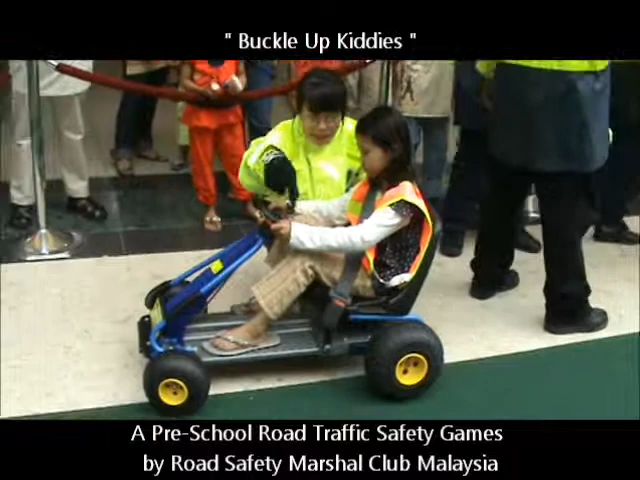 " Buckle Up Kiddies "
A Pre-School Road Traffic Safety Games
by Road Safety Marshal Club Malaysia